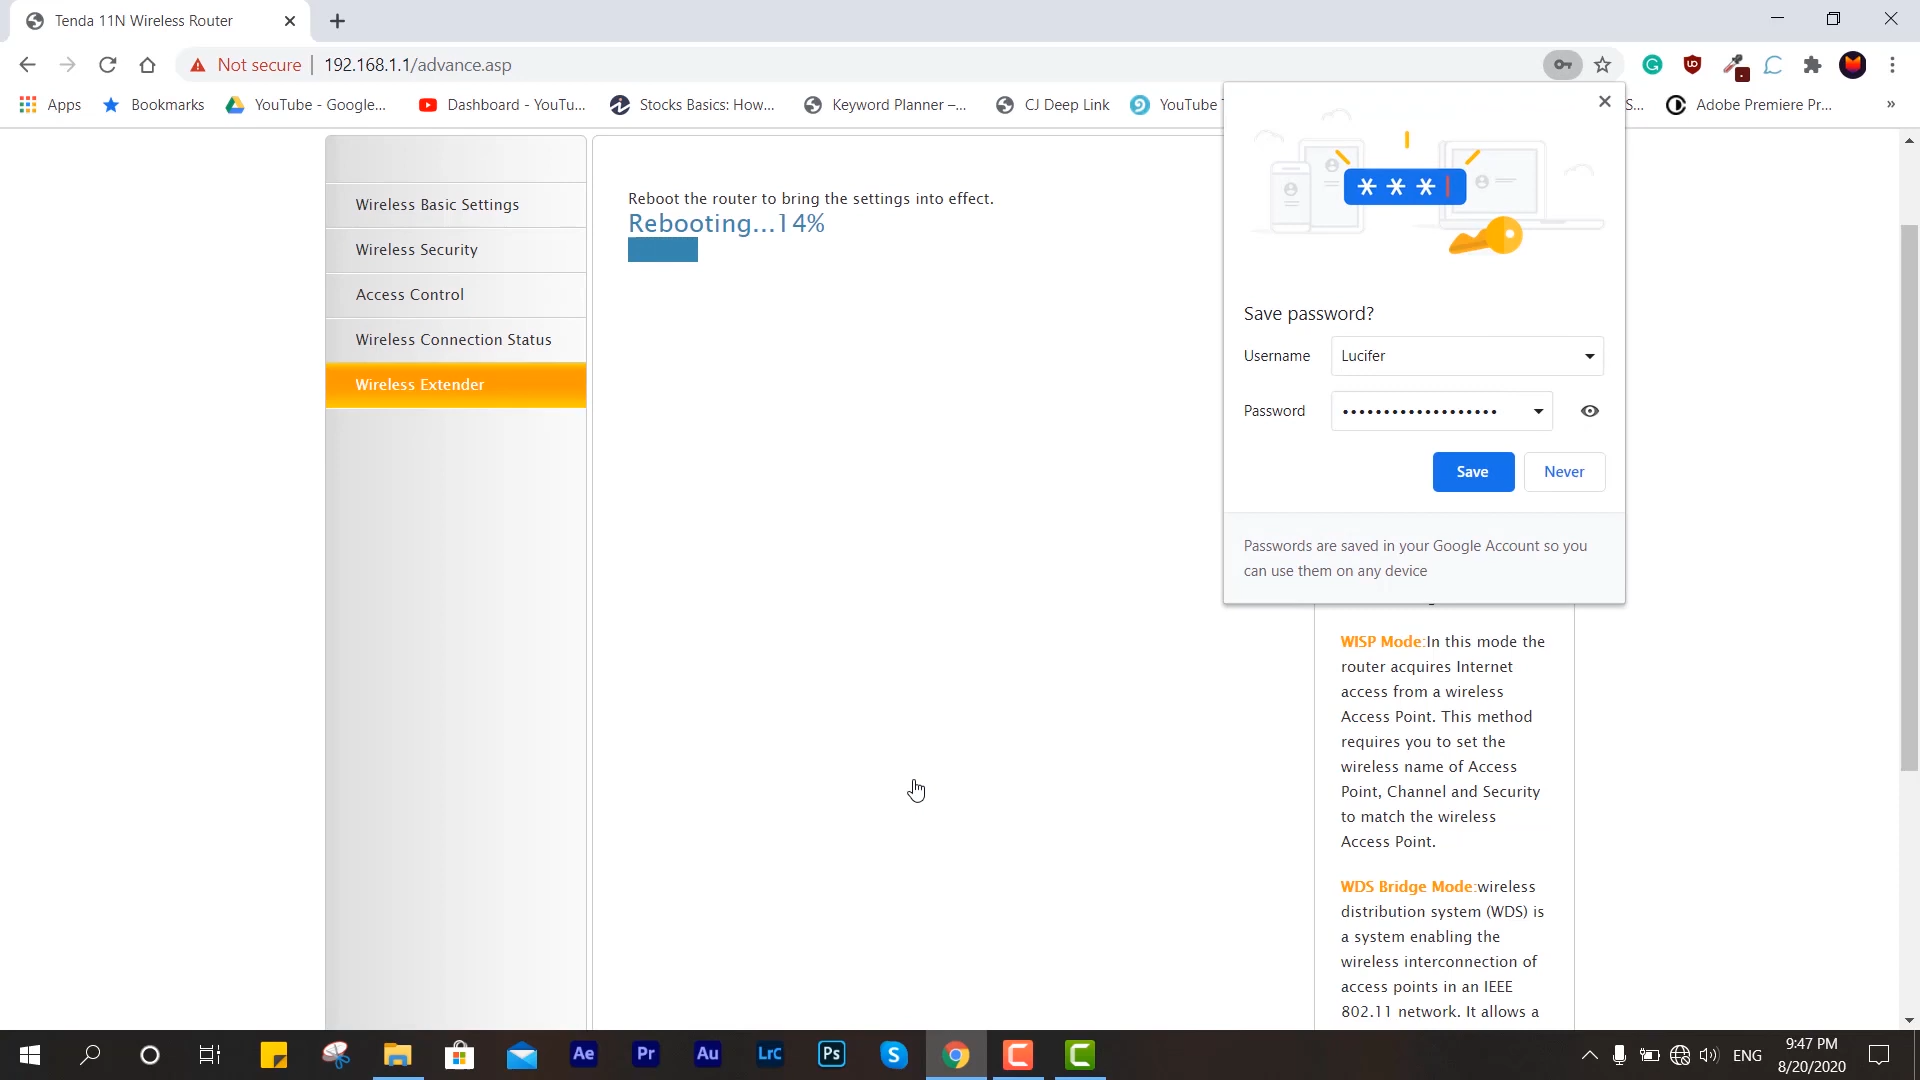 Tenda 11N Wireless Router
Not secure | 192.168.1.1/advance.asp
Apps
Bookmarks
YouTube - Google...
Dashboard - YouTu...
Stocks Basics: How...
Keyword Planner –...
CJ Deep Link
YouTube
S...
Adobe Premiere Pr...
»
Wireless Basic Settings
Wireless Security
Access Control
Wireless Connection Status
Wireless Extender
Reboot the router to bring the settings into effect.
Rebooting...14%
***
Save password?
Username
Lucifer
Password
•••••••••••••••••••
Save
Never
Passwords are saved in your Google Account so you
can use them on any device
WISP Mode:In this mode the
router acquires Internet
access from a wireless
Access Point. This method
requires you to set the
wireless name of Access
Point, Channel and Security
to match the wireless
Access Point.
WDS Bridge Mode:wireless
distribution system (WDS) is
a system enabling the
wireless interconnection of
access points in an IEEE
802.11 network. It allows a
Ae
Pr
Au
LrC
Ps
S
ENG
9:47 PM
8/20/2020